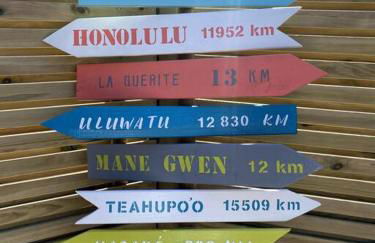 HONOLULU 11952 km
LA GUERITE 13 KM
ULUWATU 12 830 KM
MANE GWEN 12 km
TEAHUPO'O 15509 km